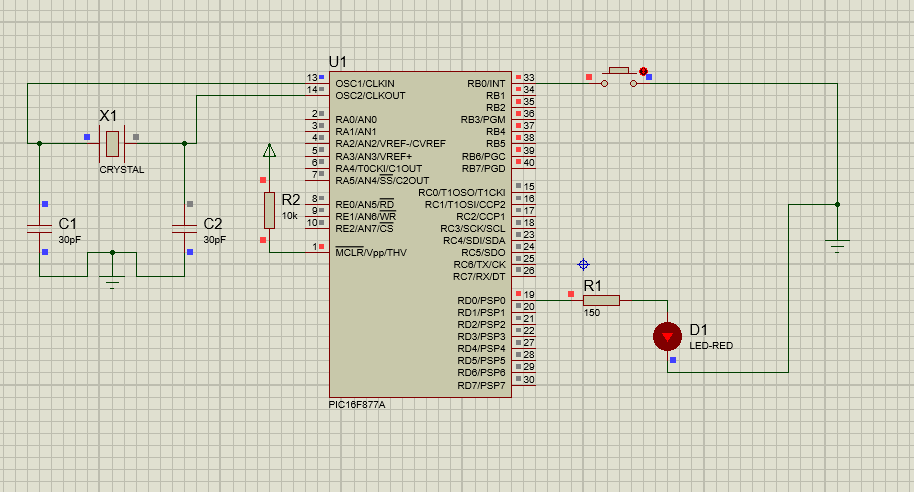 U1
13
OSC1/CLKIN
14
OSC2/CLKOUT
2
RA0/AN0
3
RA1/AN1
4
RA2/AN2/VREF-/CVREF
5
RA3/AN3/VREF+
6
RA4/T0CKI/C1OUT
7
RA5/AN4/SS/C2OUT
8
RE0/AN5/RD
9
RE1/AN6/WR
10
RE2/AN7/CS
1
MCLR/Vpp/THV
RB0/INT
33
RB1
34
RB2
35
RB3/PGM
36
RB4
37
RB5
38
RB6/PGC
39
RB7/PGD
40
RC0/T1OSO/T1CKI
15
RC1/T1OSI/CCP2
16
RC2/CCP1
17
RC3/SCK/SCL
18
RC4/SDI/SDA
23
RC5/SDO
24
RC6/TX/CK
25
RC7/RX/DT
26
RD0/PSP0
19
RD1/PSP1
20
RD2/PSP2
21
RD3/PSP3
22
RD4/PSP4
27
RD5/PSP5
28
RD6/PSP6
29
RD7/PSP7
30
PIC16F877A
X1
CRYSTAL
C1
30pF
C2
30pF
R2
10k
R1
150
D1
LED-RED